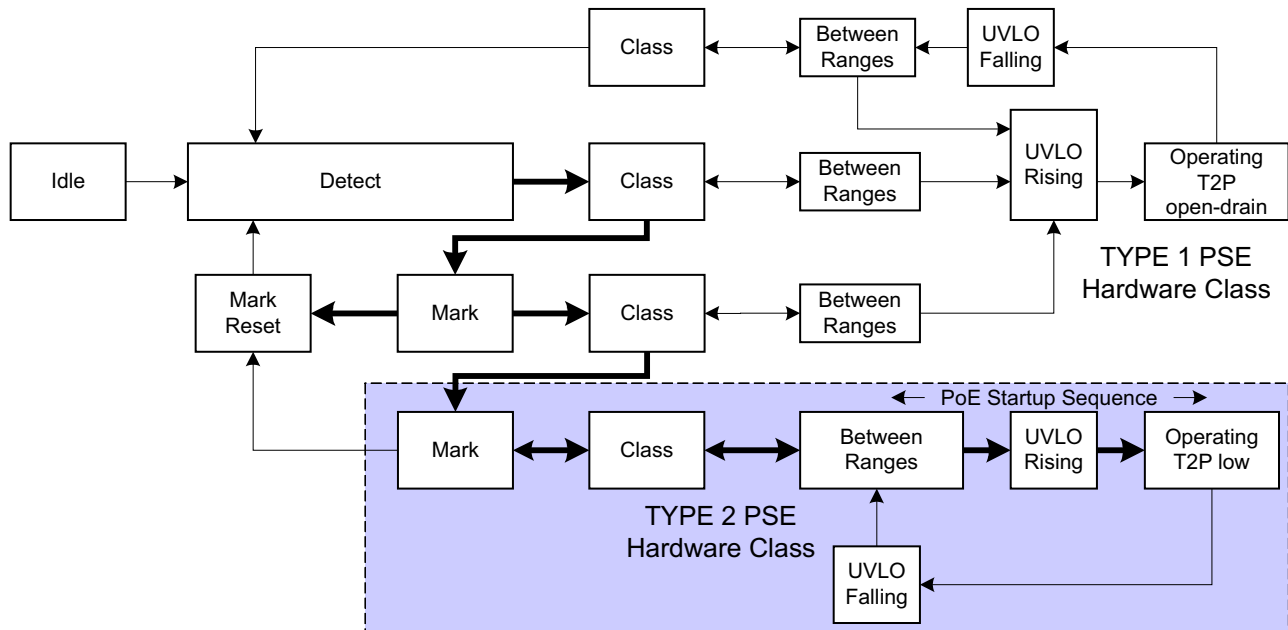 Class
Between
Ranges
UVLO
Falling
Idle
Detect
Class
Between
Ranges
UVLO
Rising
Operating
T2P
open-drain
TYPE 1 PSE
Hardware Class
Mark
Reset
Mark
Class
Between
Ranges
PoE Startup Sequence
Mark
Class
Between
Ranges
UVLO
Rising
Operating
T2P low
TYPE 2 PSE
Hardware Class
UVLO
Falling